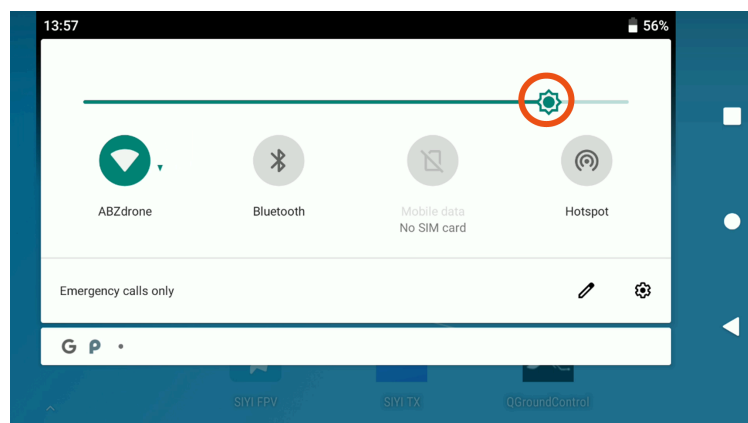 13:57
56%
ABZdrone
Bluetooth
Mobile data
No SIM card
Hotspot
Emergency calls only
G P
SIYI FPV
SIYI TX
QGroundControl